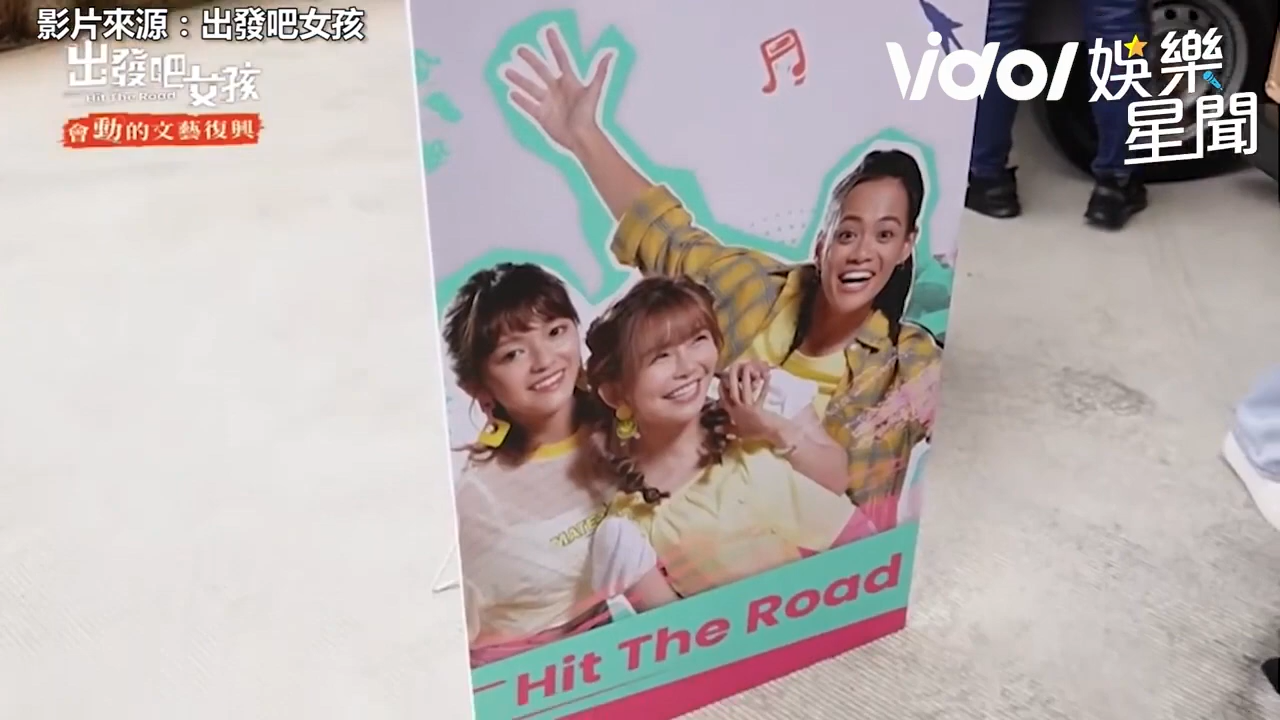 影片來源：出發吧女孩
出發吧女孩
Hit The Road
會動的文藝復興
Vidol 娛樂
星聞
MATE
Hit The Road